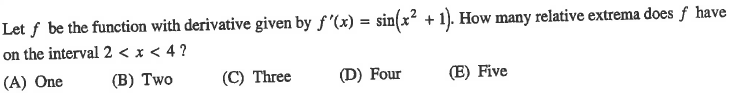 Let f be the function with derivative given by f'(x) = sin(x² + 1). How many relative extrema does f have
on the interval 2 < x < 4 ?
(A) One (B) Two (C) Three (D) Four (E) Five